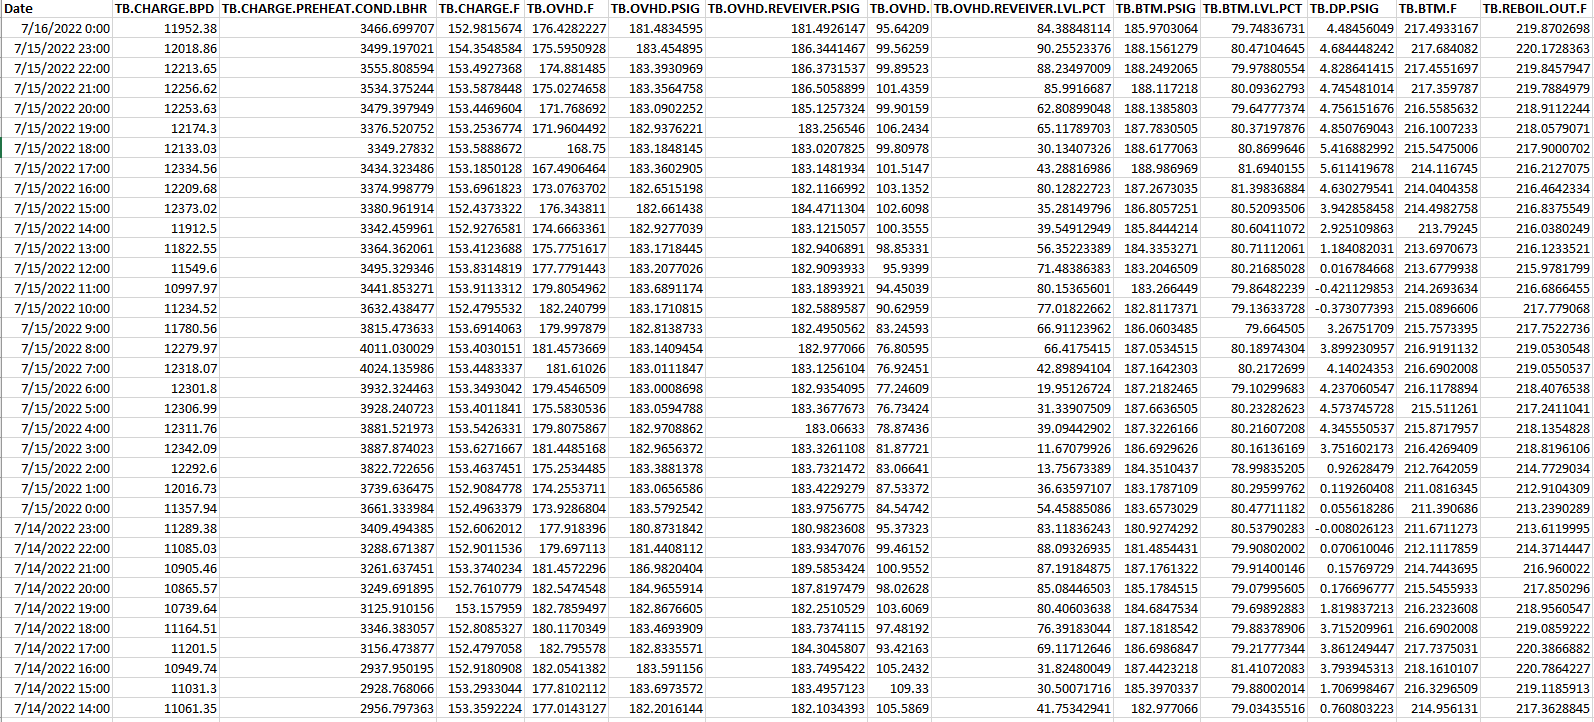 Date TB.CHARGE.BPD TB.CHARGE.PREHEAT.COND.LBHR TB.CHARGE.F TB.OVHD.F TB.OVHD.PSIG TB.OVHD.REVEIVER.PSIG TB.OVHD. TB.OVHD.REVEIVER.LVL.PCT TB.BTM.PSIG TB.BTM.LVL.PCT TB.DP.PSIG TB.BTM.F TB.REBOIL.OUT.F
7/16/2022 0:00 11952.38 3466.699707 152.9815674 176.4282227 181.4834595 181.4926147 95.64209 84.38848114 185.9703064 79.74836731 4.48456049 217.4933167 219.8702698
7/15/2022 23:00 12018.86 3499.197021 154.3548584 175.5950928 183.454895 186.3441467 99.56259 90.25523376 188.1561279 80.47104645 4.684448242 217.684082 220.1728363
7/15/2022 22:00 12213.65 3555.808594 153.4927368 174.881485 183.3930969 186.3731537 99.89523 88.23497009 188.2492065 79.97880554 4.828641415 217.4551697 219.8457947
7/15/2022 21:00 12256.62 3534.375244 153.5878448 175.0274658 183.3564758 186.5058899 101.4359 85.9916687 188.117218 80.09362793 4.745481014 217.359787 219.7884979
7/15/2022 20:00 12253.63 3479.397949 153.4469604 171.768692 183.0902252 185.1257324 99.90159 62.80899048 188.1385803 79.64777374 4.756151676 216.5585632 218.9112244
7/15/2022 19:00 12174.3 3376.520752 153.2536774 171.9604492 182.9376221 183.256546 106.2434 65.11789703 187.7830505 80.37197876 4.850769043 216.1007233 218.0579071
7/15/2022 18:00 12133.03 3349.27832 153.5888672 168.75 183.1848145 183.0207825 99.80978 30.13407326 188.6177063 80.8699646 5.416882992 215.5475006 217.9000702
7/15/2022 17:00 12334.56 3434.323486 153.1850128 167.4906464 183.3602905 183.1481934 101.5147 43.28816986 188.986969 81.6940155 5.611419678 214.116745 216.2127075
7/15/2022 16:00 12209.68 3374.998779 153.6961823 173.0763702 182.6515198 182.1166992 103.1352 80.12822723 187.2673035 81.39836884 4.630279541 214.0404358 216.4642334
7/15/2022 15:00 12373.02 3380.961914 152.4373322 176.343811 182.661438 184.4711304 102.6098 35.28149796 186.8057251 80.52093506 3.942858458 214.4982758 216.8375549
7/15/2022 14:00 11912.5 3342.459961 152.9276581 174.6663361 182.9277039 183.1215057 100.3555 39.54912949 185.8444214 80.60411072 2.925109863 213.79245 216.0380249
7/15/2022 13:00 11822.55 3364.362061 153.4123688 175.7751617 183.1718445 182.9406891 98.85331 56.35223389 184.3353271 80.71112061 1.184082031 213.6970673 216.1233521
7/15/2022 12:00 11549.6 3495.329346 153.8314819 177.7791443 183.2077026 182.9093933 95.9399 71.48386383 183.2046509 80.21685028 0.016784668 213.6779938 215.9781799
7/15/2022 11:00 10997.97 3441.853271 153.9113312 179.8054962 183.6891174 183.1893921 94.45039 80.15365601 183.266449 79.86482239 -0.421129853 214.2693634 216.6866455
7/15/2022 10:00 11234.52 3632.438477 152.4795532 182.240799 183.1710815 182.5889587 90.62959 77.01822662 182.8117371 79.13633728 -0.373077393 215.0896606 217.779068
7/15/2022 9:00 11780.56 3815.473633 153.6914063 179.997879 182.8138733 182.4950562 83.24593 66.91123962 186.0603485 79.664505 3.26751709 215.7573395 217.7522736
7/15/2022 8:00 12279.97 4011.030029 153.4030151 181.4573669 183.1409454 182.977066 76.80595 66.4175415 187.0534515 80.18974304 3.899230957 216.9191132 219.0530548
7/15/2022 7:00 12318.07 4024.135986 153.4483337 181.61026 183.0111847 183.1256104 76.92451 42.89894104 187.1642303 80.2172699 4.14024353 216.6692008 219.0550537
7/15/2022 6:00 12301.8 3932.324463 153.3493042 179.4546509 183.0008698 182.9354095 77.24609 19.95126724 187.2182465 79.10299683 4.237060547 216.1178894 218.4076538
7/15/2022 5:00 12306.99 3928.240723 153.4011841 175.5830536 183.0594788 183.3677673 76.73424 31.33907509 187.6636505 80.23282623 4.573745728 215.511261 217.2411041
7/15/2022 4:00 12311.76 3881.521973 153.5426331 179.8075867 182.9708862 183.06633 78.87436 39.09442902 187.3226166 80.21607208 4.345550537 215.8717957 218.1354828
7/15/2022 3:00 12342.09 3887.874023 153.6271667 181.4485168 182.9656372 183.3261108 81.87721 11.67079926 186.6929626 80.16136169 3.751602173 216.4269409 218.8196106
7/15/2022 2:00 12292.6 3822.722656 153.4637451 175.2534485 183.3881378 183.7321472 83.06641 13.75673389 184.3510437 78.99835205 0.92628479 212.7642059 214.7729034
7/15/2022 1:00 12016.73 3739.636475 152.9084778 174.2553711 183.0656586 183.4229279 87.53372 36.63597107 183.1787109 80.29599762 0.119260408 211.0816345 212.9104309
7/15/2022 0:00 11357.94 3661.333984 152.4963379 173.9286804 183.5792542 183.9756775 84.54742 54.45885086 183.6573029 80.47711182 0.055618286 211.390686 213.2390289
7/14/2022 23:00 11289.38 3409.494385 152.6062012 177.918396 180.8731842 180.9823608 95.37323 83.11836243 180.9274292 80.53790283 -0.008026123 211.6711273 213.6119995
7/14/2022 22:00 11085.03 3288.671387 152.9011536 179.697113 181.4408112 183.9347076 99.46152 88.09326935 181.4854431 79.90802002 0.070610046 212.1117859 214.3714447
7/14/2022 21:00 10905.46 3261.637451 153.3740234 181.4572296 186.9820404 189.5853424 100.9552 87.19184875 187.1761322 79.91400146 0.15769729 214.7443695 216.960022
7/14/2022 20:00 10865.57 3249.691895 152.7610779 182.5474548 184.9655914 187.8197479 98.02628 85.08446503 185.1784515 79.07995605 0.176696777 215.5455933 217.850296
7/14/2022 19:00 10739.64 3125.910156 153.157959 182.7859497 182.8676605 182.2510529 103.6069 80.40603638 184.6847534 79.69892883 1.819837213 216.2323608 218.9560547
7/14/2022 18:00 11164.51 3346.383057 152.8085327 180.1170349 183.4693909 183.7374115 97.48192 76.39183044 187.1818542 79.88378906 3.715209961 216.6902008 219.0859222
7/14/2022 17:00 11201.5 3156.473877 152.4797058 182.795578 182.8335571 184.3045807 93.42163 69.11712646 186.6986847 79.21777344 3.861249447 217.7375031 220.3866882
7/14/2022 16:00 10949.74 2937.950195 152.9180908 182.0541382 183.591156 183.7495422 105.2432 31.82480049 187.4423218 81.41072083 3.793945313 218.1610107 220.7864227
7/14/2022 15:00 11031.3 2928.768066 153.2933044 177.8102112 183.6973572 183.4957123 109.33 30.50071716 185.3970337 79.88002014 1.706998467 216.3296509 219.1185913
7/14/2022 14:00 11061.35 2956.797363 153.3592224 177.0143127 182.2016144 182.1034393 105.5869 41.75342941 182.977066 79.03435516 0.760803223 214.956131 217.3628845